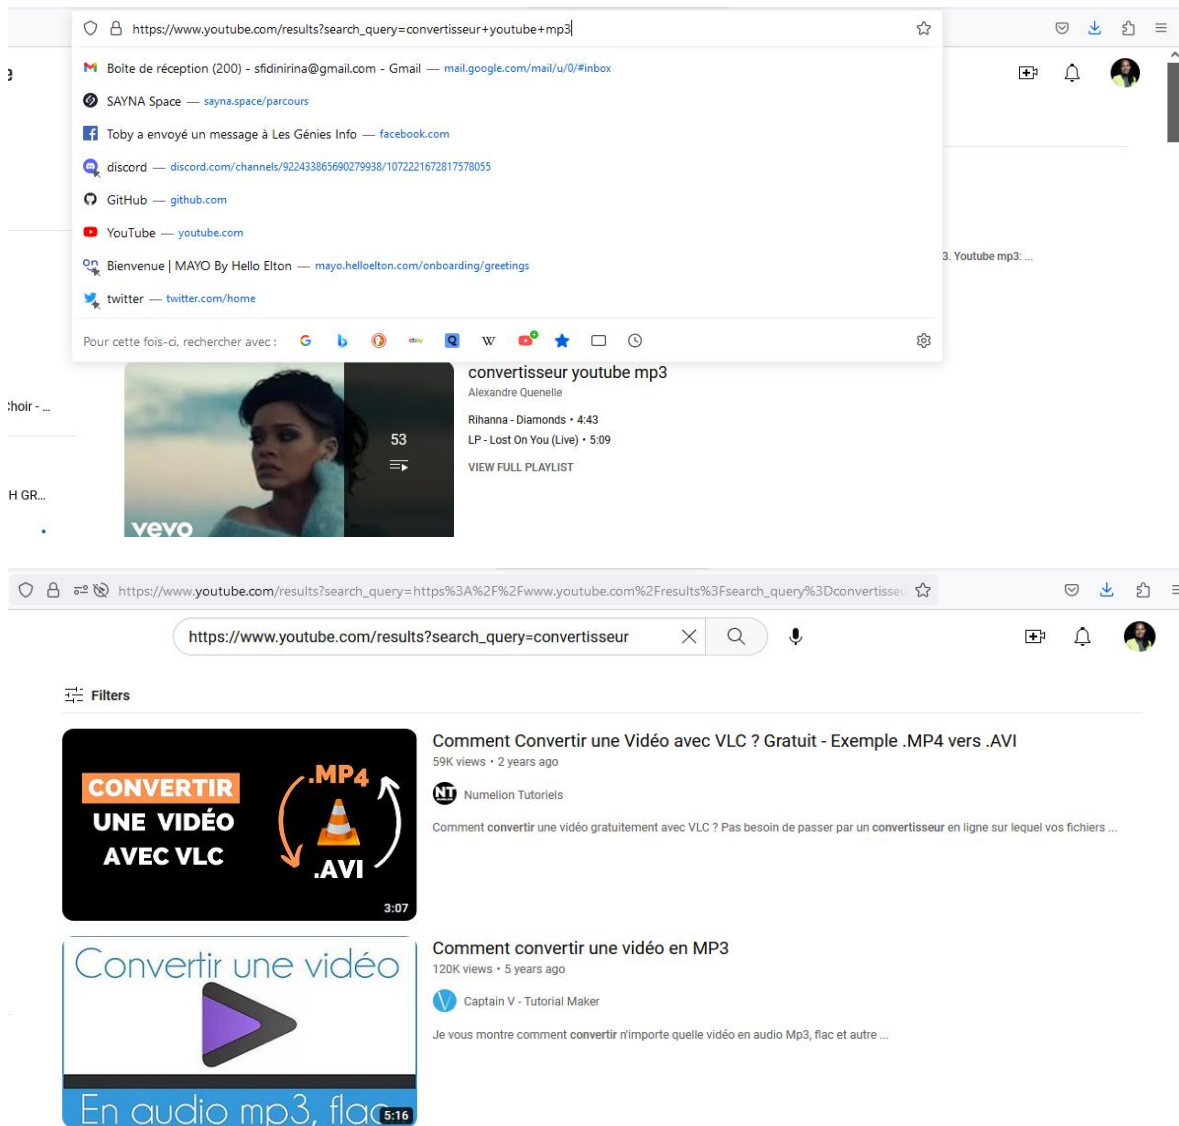 https://www.youtube.com/results?search_query=convertisseur+youtube+mp3
Boîte de réception (200) - sfidinirina@gmail.com - Gmail — mail.google.com/mail/u/0/#inbox
SAYNA Space — sayna.space/parcours
Toby a envoyé un message à Les Génies Info — facebook.com
discord — discord.com/channels/922433865690279938/1072221672817578055
GitHub — github.com
YouTube — youtube.com
Bienvenue | MAYO By Hello Elton — mayo.helloelton.com/onboarding/greetings
3. Youtube mp3: ...
twitter — twitter.com/home
Pour cette fois-ci, rechercher avec :
ebay
convertisseur youtube mp3
Alexandre Quenelle
Choir - ...
Rihanna - Diamonds • 4:43
53
LP - Lost On You (Live) • 5:09
VIEW FULL PLAYLIST
H GR...
vevo
https://www.youtube.com/results?search_query=https%3A%2F%2Fwww.youtube.com%2Fresults%3Fsearch_query%3Dconvertisseu
https://www.youtube.com/results?search_query=convertisseur
Filters
CONVERTIR
UNE VIDÉO
AVEC VLC
.MP4
.AVI
3:07
Comment Convertir une Vidéo avec VLC ? Gratuit - Exemple .MP4 vers .AVI
59K views • 2 years ago
NT Numelion Tutoriels
Comment convertir une vidéo gratuitement avec VLC ? Pas besoin de passer par un convertisseur en ligne sur lequel vos fichiers ...
Convertir une vidéo
En audio mp3, flac
5:16
Comment convertir une vidéo en MP3
120K views • 5 years ago
Captain V - Tutorial Maker
Je vous montre comment convertir n'importe quelle vidéo en audio Mp3, flac et autre ...